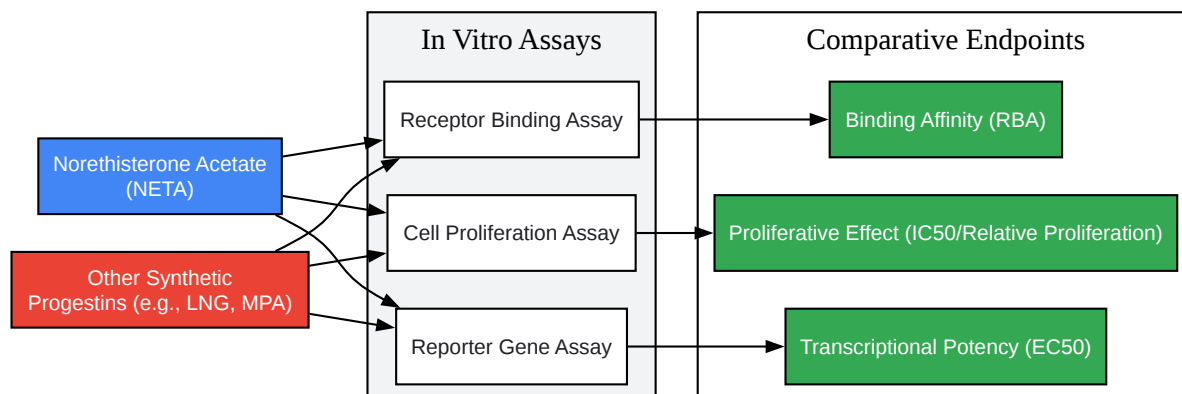 In Vitro Assays
Comparative Endpoints
Norethisterone Acetate
(NETA)
Other Synthetic
Progestins (e.g., LNG, MPA)
Receptor Binding Assay
Cell Proliferation Assay
Reporter Gene Assay
Binding Affinity (RBA)
Proliferative Effect (IC50/Relative Proliferation)
Transcriptional Potency (EC50)